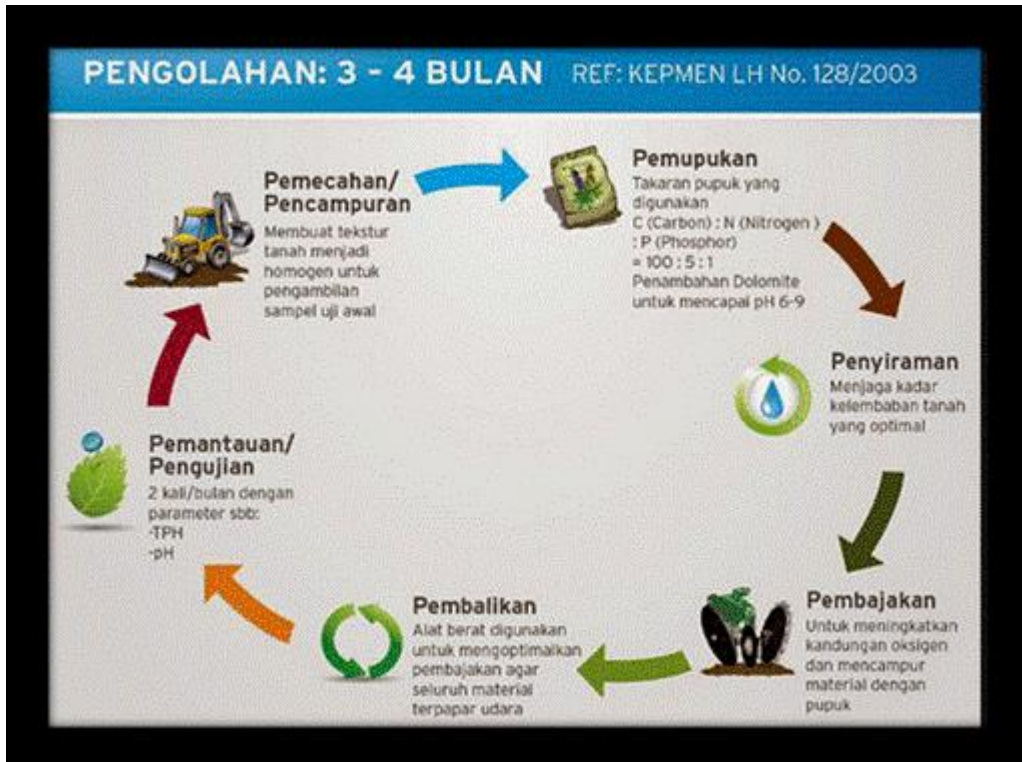 PENGOLAHAN: 3 - 4 BULAN REF: KEPMEN LH No. 128/2003
Pemecahan/
Pencampuran
Membuat tekstur
tanah menjadi
homogen untuk
pengambilan
sampel uji awal
Pemupukan
Takaran pupuk yang
digunakan
C (Carbon) : N (Nitrogen )
: P (Phosphor)
= 100 : 5 : 1
Penambahan Dolomite
untuk mencapai pH 6-9
Penyiraman
Menjaga kadar
kelembaban tanah
yang optimal
Pembajakan
Untuk meningkatkan
kandungan oksigen
dan mencampur
material dengan
pupuk
Pembalikan
Alat berat digunakan
untuk mengoptimalkan
pembajakan agar
seluruh material
terpapar udara
Pemantauan/
Pengujian
2 kali/bulan dengan
parameter sbb:
-TPH
-pH